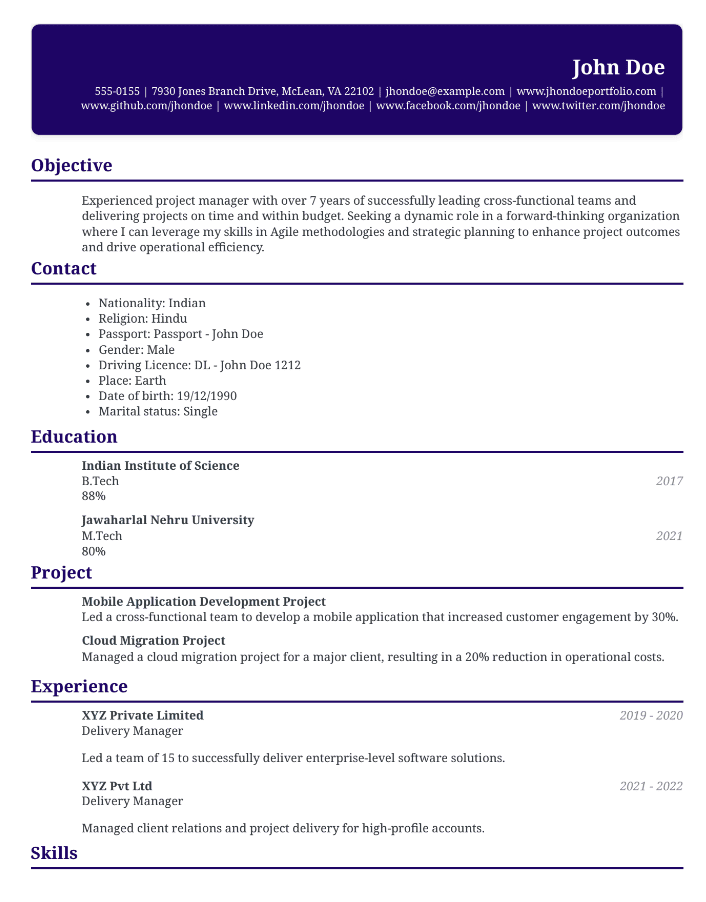 John Doe
555-0155 | 7930 Jones Branch Drive, McLean, VA 22102 | jhondoe@example.com | www.jhondoeportfolio.com |
www.github.com/jhondoe | www.linkedin.com/jhondoe | www.facebook.com/jhondoe | www.twitter.com/jhondoe
Objective
Experienced project manager with over 7 years of successfully leading cross-functional teams and
delivering projects on time and within budget. Seeking a dynamic role in a forward-thinking organization
where I can leverage my skills in Agile methodologies and strategic planning to enhance project outcomes
and drive operational efficiency.
Contact
• Nationality: Indian
• Religion: Hindu
• Passport: Passport - John Doe
• Gender: Male
• Driving Licence: DL - John Doe 1212
• Place: Earth
• Date of birth: 19/12/1990
• Marital status: Single
Education
Indian Institute of Science
B.Tech 2017
88%
Jawaharlal Nehru University
M.Tech 2021
80%
Project
Mobile Application Development Project
Led a cross-functional team to develop a mobile application that increased customer engagement by 30%.
Cloud Migration Project
Managed a cloud migration project for a major client, resulting in a 20% reduction in operational costs.
Experience
XYZ Private Limited 2019 - 2020
Delivery Manager
Led a team of 15 to successfully deliver enterprise-level software solutions.
XYZ Pvt Ltd 2021 - 2022
Delivery Manager
Managed client relations and project delivery for high-profile accounts.
Skills